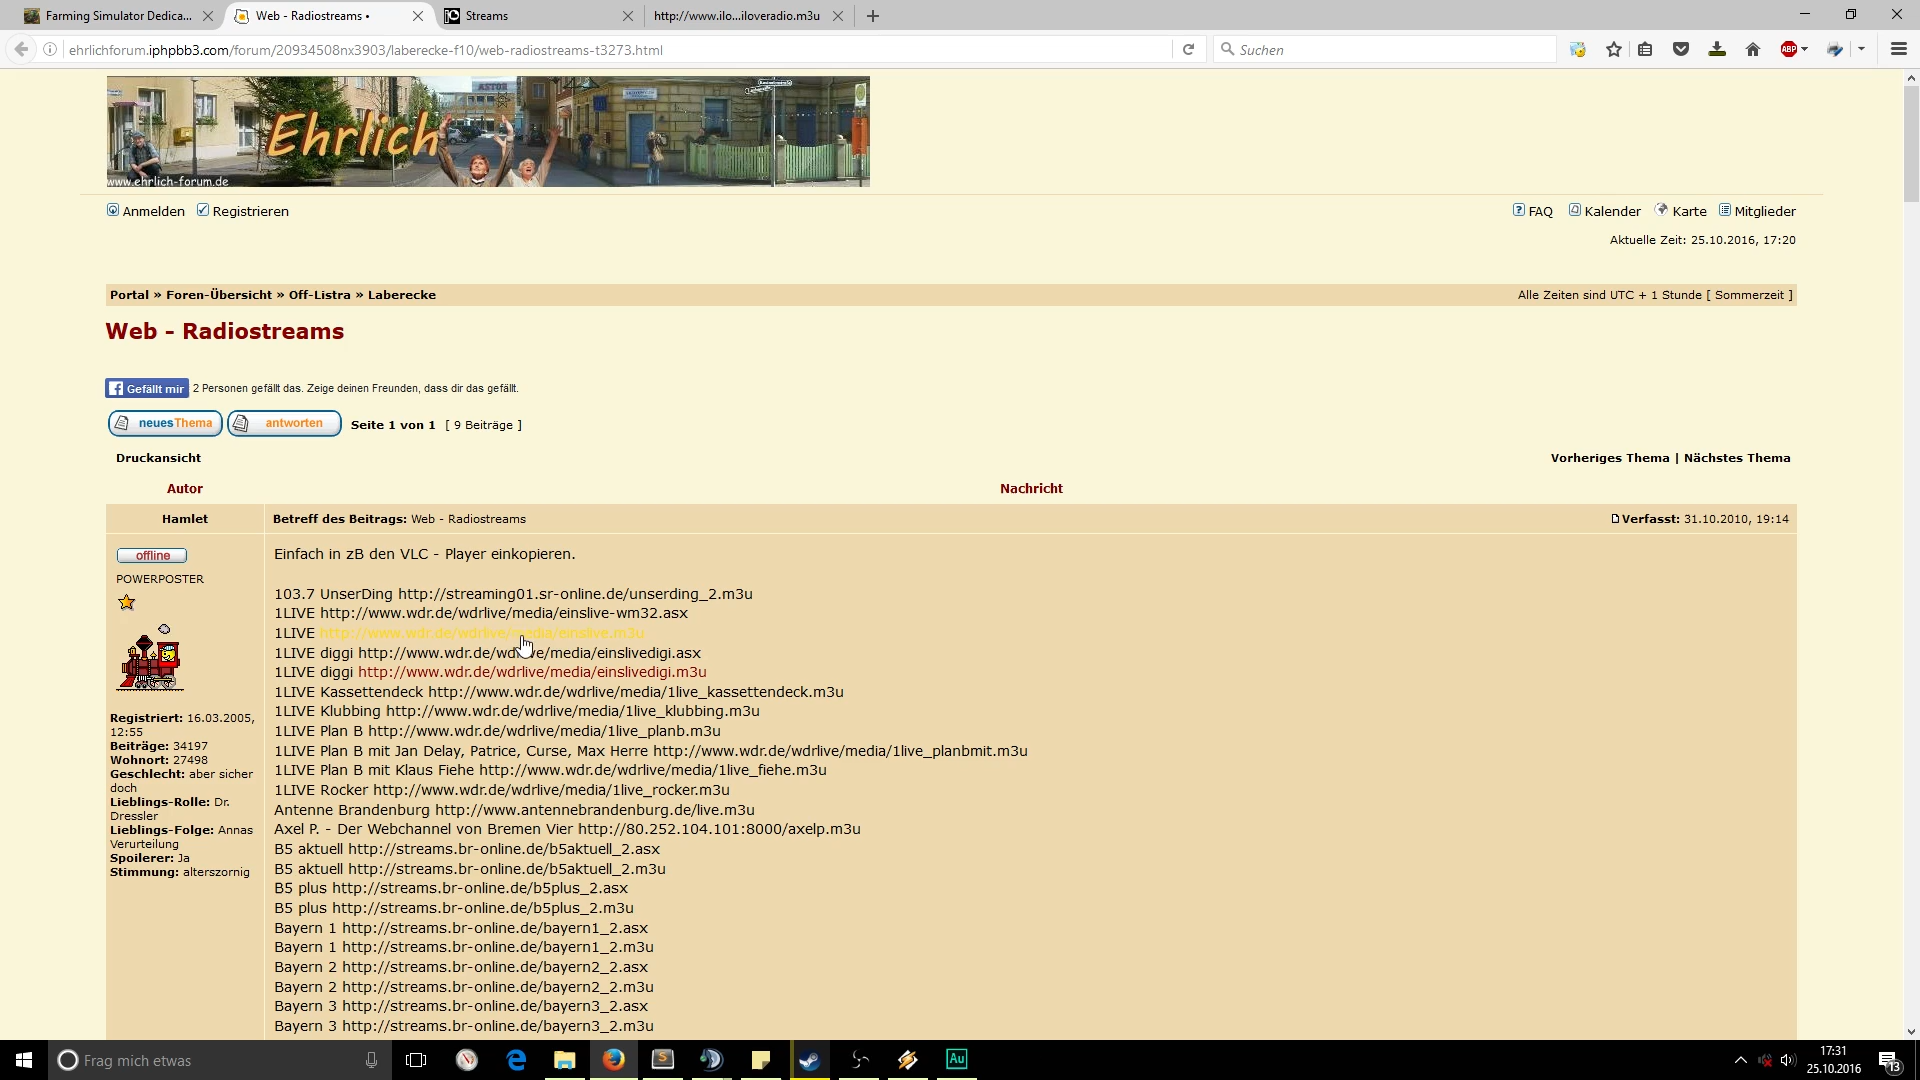 Farming Simulator Dedica...
Web - Radiostreams •
Streams
http://www.ilo...iloveradio.m3u
ehrlichforum.iphpbb3.com/forum/20934508nx3903/laberecke-f10/web-radiostreams-t3273.html
Suchen
ABP
ASTOR
Ehrlich
www.ehrlich-forum.de
Anmelden Registrieren
FAQ Kalender Karte Mitglieder
Aktuelle Zeit: 25.10.2016, 17:20
Portal » Foren-Übersicht » Off-Listra » Laberecke
Alle Zeiten sind UTC + 1 Stunde [ Sommerzeit ]
Web - Radiostreams
Gefällt mir 2 Personen gefällt das. Zeige deinen Freunden, dass dir das gefällt.
neuesThema antworten Seite 1 von 1 [ 9 Beiträge ]
Druckansicht
Vorheriges Thema | Nächstes Thema
Autor
Nachricht
Hamlet
Betreff des Beitrags: Web - Radiostreams
Verfasst: 31.10.2010, 19:14
offline
POWERPOSTER
Registriert: 16.03.2005,
12:55
Beiträge: 34197
Wohnort: 27498
Geschlecht: aber sicher
doch
Lieblings-Rolle: Dr.
Dressler
Lieblings-Folge: Annas
Verurteilung
Spoilerer: Ja
Stimmung: alterszornig
Einfach in zB den VLC - Player einkopieren.
103.7 UnserDing http://streaming01.sr-online.de/unserding_2.m3u
1LIVE http://www.wdr.de/wdrlive/media/einslive-wm32.asx
1LIVE http://www.wdr.de/wdrlive/media/einslive.m3u
1LIVE diggi http://www.wdr.de/wdrlive/media/einslivedigi.asx
1LIVE diggi http://www.wdr.de/wdrlive/media/einslivedigi.m3u
1LIVE Kassettendeck http://www.wdr.de/wdrlive/media/1live_kassettendeck.m3u
1LIVE Klubbing http://www.wdr.de/wdrlive/media/1live_klubbing.m3u
1LIVE Plan B http://www.wdr.de/wdrlive/media/1live_planb.m3u
1LIVE Plan B mit Jan Delay, Patrice, Curse, Max Herre http://www.wdr.de/wdrlive/media/1live_planbmit.m3u
1LIVE Plan B mit Klaus Fiehe http://www.wdr.de/wdrlive/media/1live_fiehe.m3u
1LIVE Rocker http://www.wdr.de/wdrlive/media/1live_rocker.m3u
Antenne Brandenburg http://www.antennebrandenburg.de/live.m3u
Axel P. - Der Webchannel von Bremen Vier http://80.252.104.101:8000/axelp.m3u
B5 aktuell http://streams.br-online.de/b5aktuell_2.asx
B5 aktuell http://streams.br-online.de/b5aktuell_2.m3u
B5 plus http://streams.br-online.de/b5plus_2.asx
B5 plus http://streams.br-online.de/b5plus_2.m3u
Bayern 1 http://streams.br-online.de/bayern1_2.asx
Bayern 1 http://streams.br-online.de/bayern1_2.m3u
Bayern 2 http://streams.br-online.de/bayern2_2.asx
Bayern 2 http://streams.br-online.de/bayern2_2.m3u
Bayern 3 http://streams.br-online.de/bayern3_2.asx
Bayern 3 http://streams.br-online.de/bayern3_2.m3u
Frag mich etwas
Au
17:31
25.10.2016
13